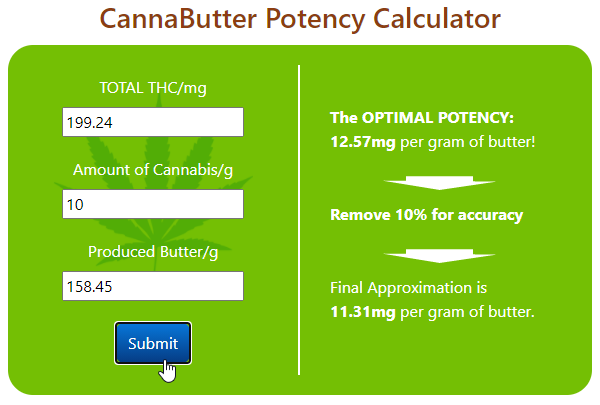 CannaButter Potency Calculator
TOTAL THC/mg
199.24
Amount of Cannabis/g
10
Produced Butter/g
158.45
Submit
The OPTIMAL POTENCY:
12.57mg per gram of butter!
Remove 10% for accuracy
Final Approximation is
11.31mg per gram of butter.